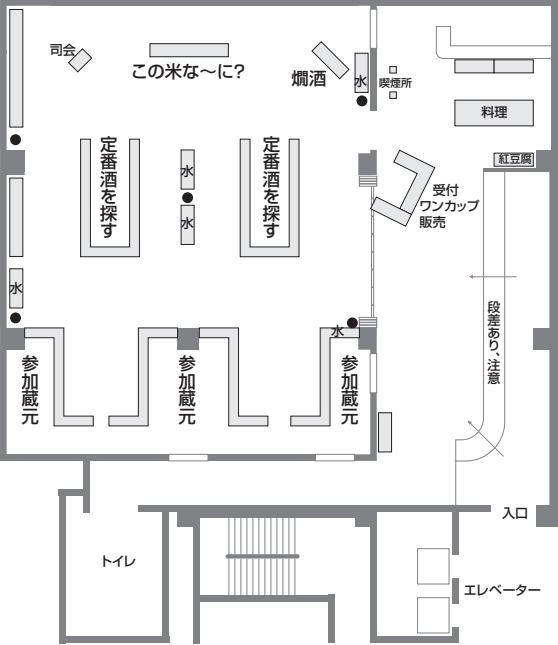 司会
この米な〜に?
燗酒
水
喫煙所
料理
紅豆腐
定番酒を探す
水
水
定番酒を探す
受付
ワンカップ
販売
水
段差あり、注意
水
参加蔵元
参加蔵元
参加蔵元
入口
トイレ
エレベーター